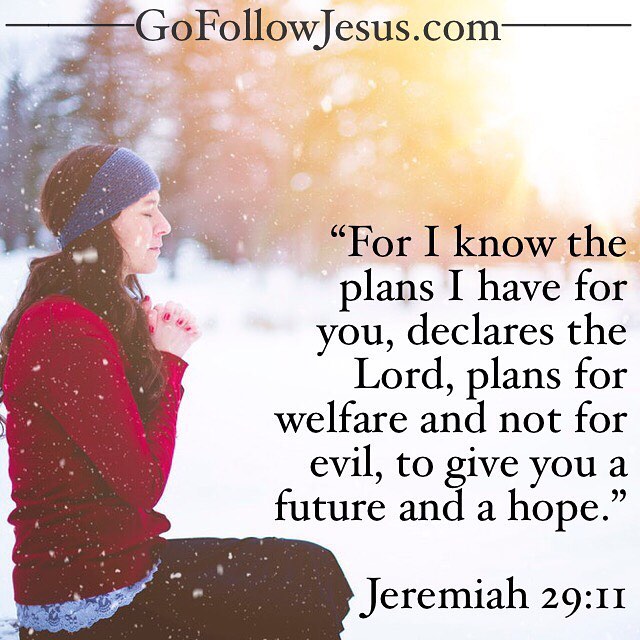 GoFollowJesus.com
“For I know the
plans I have for
you, declares the
Lord, plans for
welfare and not for
evil, to give you a
future and a hope.”
Jeremiah 29:11